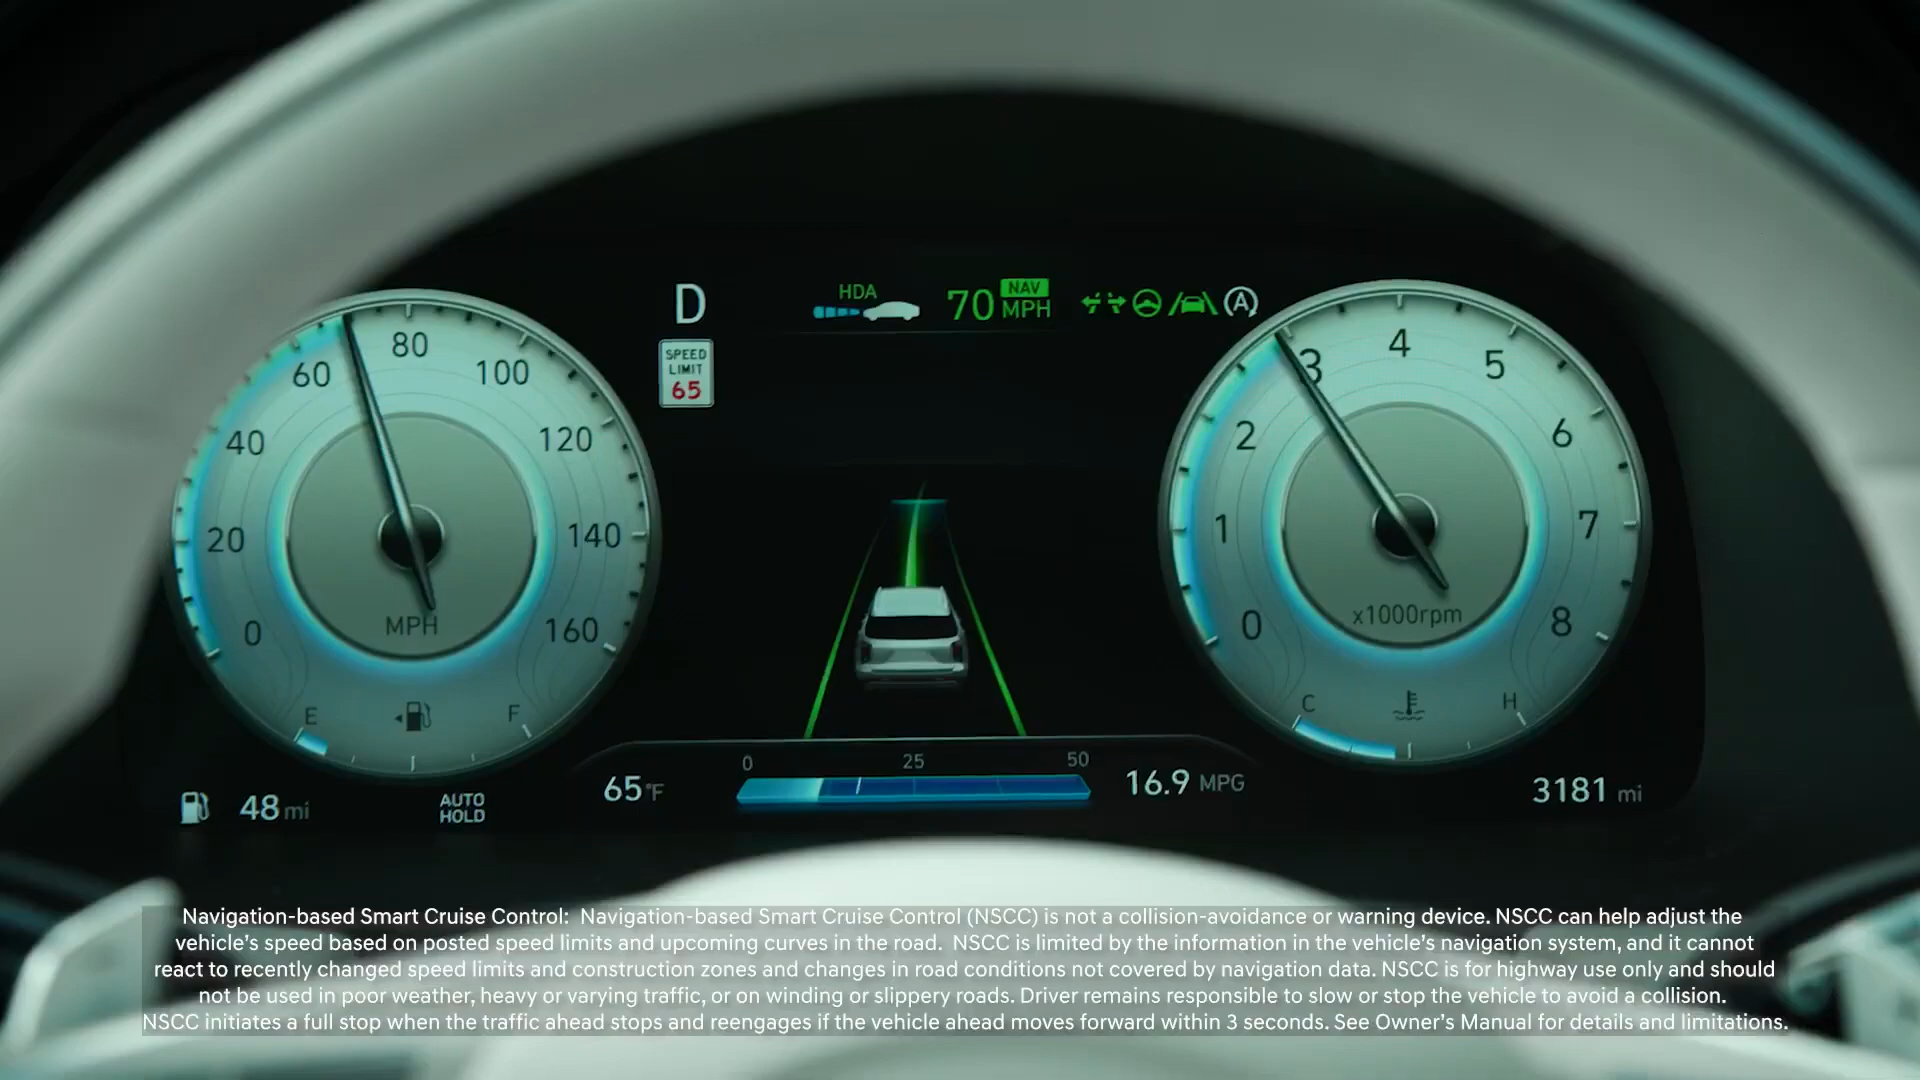 D
HDA
70 NAV MPH
A
SPEED
LIMIT
65
0 20 40 60 80 100 120 140 160
MPH
E F
0 1 2 3 4 5 6 7 8
x1000rpm
C H
0 25 50
48 mi
AUTO
HOLD
65°F
16.9 MPG
3181 mi
Navigation-based Smart Cruise Control: Navigation-based Smart Cruise Control (NSCC) is not a collision-avoidance or warning device. NSCC can help adjust the
vehicle's speed based on posted speed limits and upcoming curves in the road. NSCC is limited by the information in the vehicle's navigation system, and it cannot
react to recently changed speed limits and construction zones and changes in road conditions not covered by navigation data. NSCC is for highway use only and should
not be used in poor weather, heavy or varying traffic, or on winding or slippery roads. Driver remains responsible to slow or stop the vehicle to avoid a collision.
NSCC initiates a full stop when the traffic ahead stops and reengages if the vehicle ahead moves forward within 3 seconds. See Owner's Manual for details and limitations.